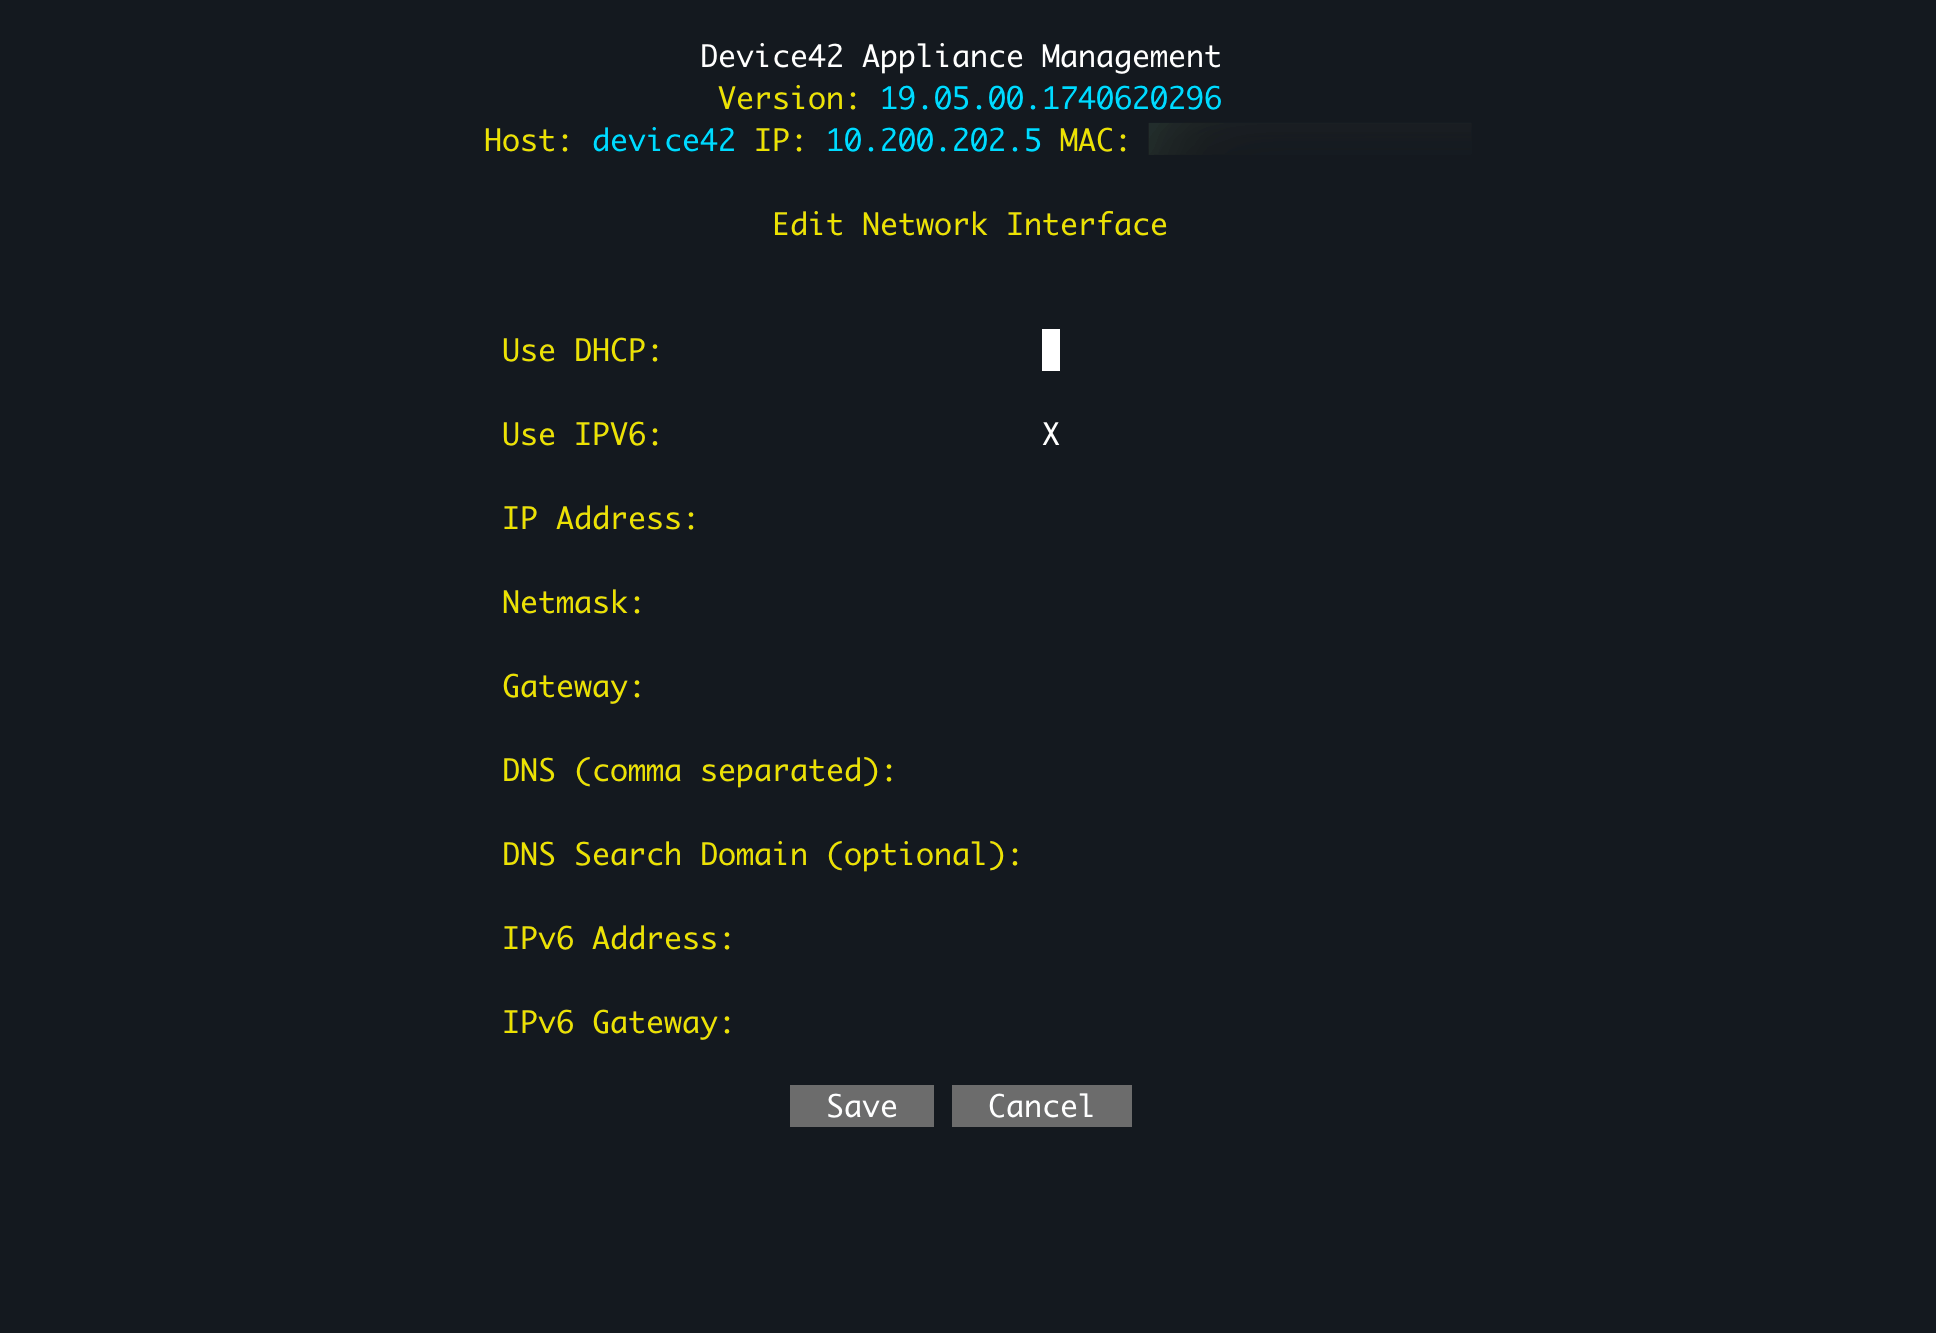 Device42 Appliance Management
Version: 19.05.00.1740620296
Host: device42 IP: 10.200.202.5 MAC:
Edit Network Interface
Use DHCP:
Use IPV6: X
IP Address:
Netmask:
Gateway:
DNS (comma separated):
DNS Search Domain (optional):
IPv6 Address:
IPv6 Gateway:
Save Cancel